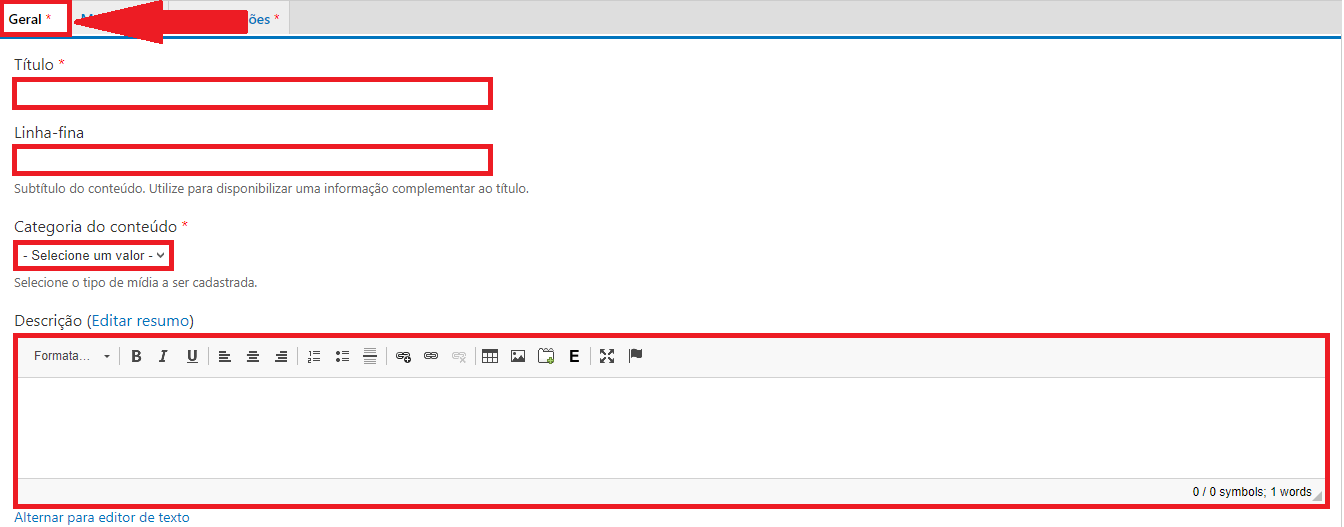 Geral *
ões *
Título *
Linha-fina
Subtítulo do conteúdo. Utilize para disponibilizar uma informação complementar ao título.
Categoria do conteúdo *
- Selecione um valor -
Selecione o tipo de mídia a ser cadastrada.
Descrição (Editar resumo)
Formata... B I U E
0 / 0 symbols; 1 words
Alternar para editor de texto